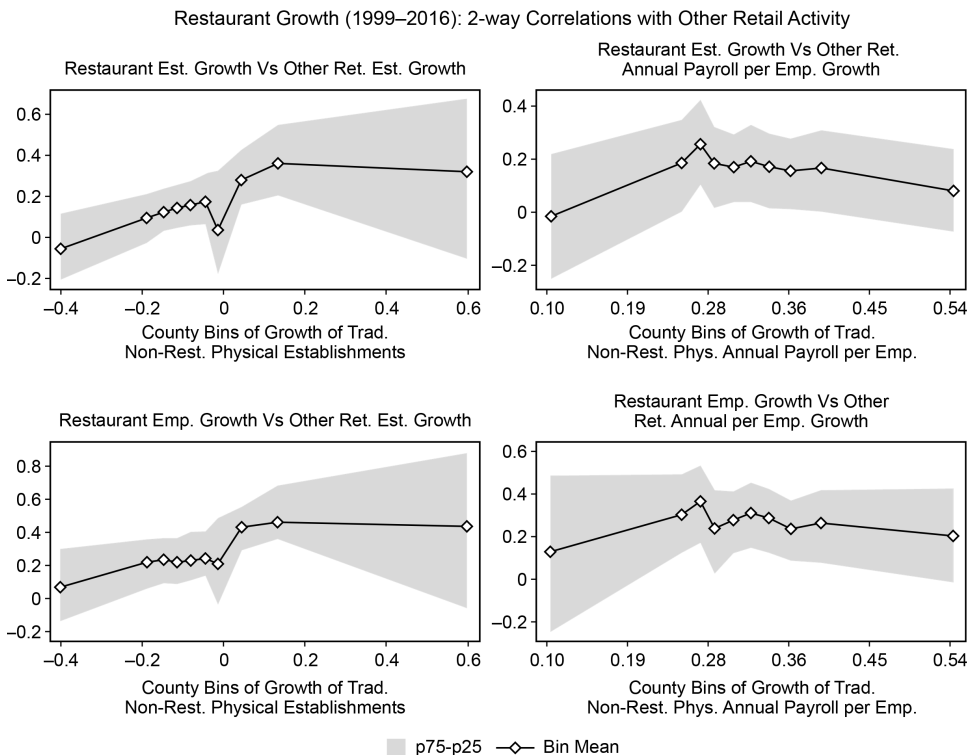 Restaurant Growth (1999–2016): 2-way Correlations with Other Retail Activity
Restaurant Est. Growth Vs Other Ret. Est. Growth
0.6
0.4
0.2
0
–0.2
–0.4
–0.2
0
0.2
0.4
0.6
County Bins of Growth of Trad.
Non-Rest. Physical Establishments
Restaurant Est. Growth Vs Other Ret.
Annual Payroll per Emp. Growth
0.4
0.2
0
–0.2
0.10
0.19
0.28
0.36
0.45
0.54
County Bins of Growth of Trad.
Non-Rest. Phys. Annual Payroll per Emp.
Restaurant Emp. Growth Vs Other Ret. Est. Growth
0.8
0.6
0.4
0.2
0
–0.2
–0.4
–0.2
0
0.2
0.4
0.6
County Bins of Growth of Trad.
Non-Rest. Physical Establishments
Restaurant Emp. Growth Vs Other
Ret. Annual per Emp. Growth
0.6
0.4
0.2
0
–0.2
0.10
0.19
0.28
0.36
0.45
0.54
County Bins of Growth of Trad.
Non-Rest. Phys. Annual Payroll per Emp.
p75-p25
Bin Mean